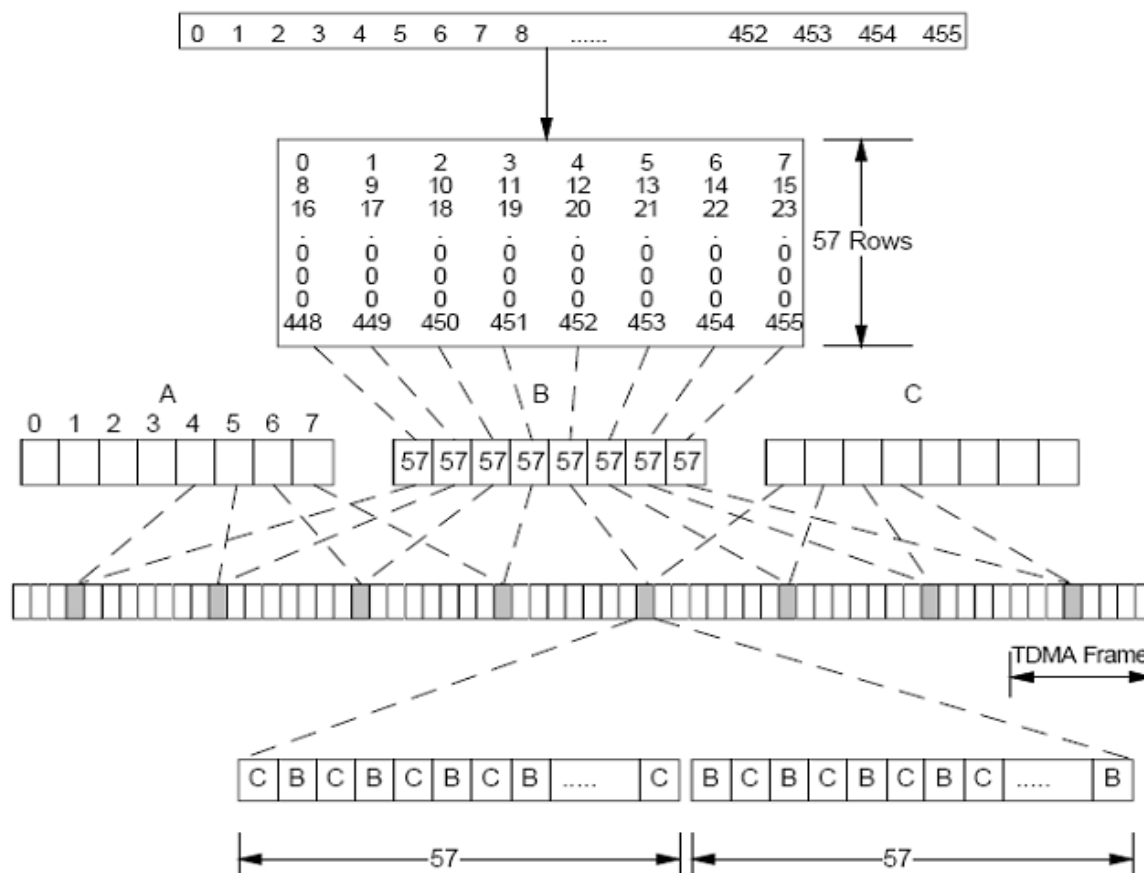 0 1 2 3 4 5 6 7 8 ...... 452 453 454 455
0 1 2 3 4 5 6 7
8 9 10 11 12 13 14 15
16 17 18 19 20 21 22 23
. . . . . . . .
0 0 0 0 0 0 0 0
0 0 0 0 0 0 0 0
0 0 0 0 0 0 0 0
448 449 450 451 452 453 454 455
57 Rows
A B C
0 1 2 3 4 5 6 7
57 57 57 57 57 57 57 57
TDMA Frame
C B C B C B C B ..... C B C B C B C B C ..... B
57 57